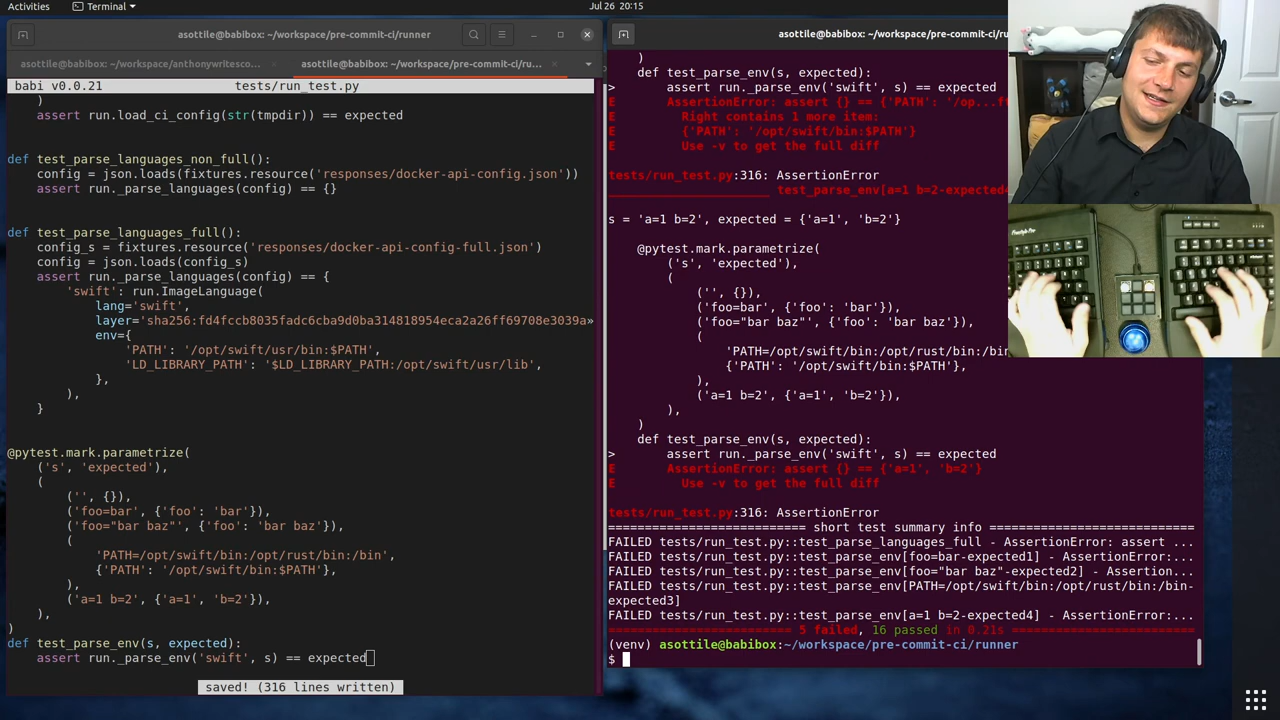 Activities
Terminal
Jul 26 20:15
asottile@babibox: ~/workspace/pre-commit-ci/runner
asottile@babibox: ~/workspace/anthonywritesco...
asottile@babibox: ~/workspace/pre-commit-ci/ru...
babi v0.0.21 tests/run_test.py
)
assert run.load_ci_config(str(tmpdir)) == expected
def test_parse_languages_non_full():
config = json.loads(fixtures.resource('responses/docker-api-config.json'))
assert run._parse_languages(config) == {}
def test_parse_languages_full():
config_s = fixtures.resource('responses/docker-api-config-full.json')
config = json.loads(config_s)
assert run._parse_languages(config) == {
'swift': run.ImageLanguage(
lang='swift',
layer='sha256:fd4fccb8035fadc6cba9d0ba314818954eca2a26ff69708e3039a»
env={
'PATH': '/opt/swift/usr/bin:$PATH',
'LD_LIBRARY_PATH': '$LD_LIBRARY_PATH:/opt/swift/usr/lib',
},
),
}
@pytest.mark.parametrize(
('s', 'expected'),
(
('', {}),
('foo=bar', {'foo': 'bar'}),
('foo="bar baz"', {'foo': 'bar baz'}),
(
'PATH=/opt/swift/bin:/opt/rust/bin:/bin',
{'PATH': '/opt/swift/bin:$PATH'},
),
('a=1 b=2', {'a=1', 'b=2'}),
),
)
def test_parse_env(s, expected):
assert run._parse_env('swift', s) == expected
saved! (316 lines written)
asottile@babibox: ~/workspace/pre-commit-ci/ru
)
def test_parse_env(s, expected):
> assert run._parse_env('swift', s) == expected
E AssertionError: assert {} == {'PATH': '/op...ft
E Right contains 1 more item:
E {'PATH': '/opt/swift/bin:$PATH'}
E Use -v to get the full diff
tests/run_test.py:316: AssertionError
____________________ test_parse_env[a=1 b=2-expected4
s = 'a=1 b=2', expected = {'a=1', 'b=2'}
@pytest.mark.parametrize(
('s', 'expected'),
(
('', {}),
('foo=bar', {'foo': 'bar'}),
('foo="bar baz"', {'foo': 'bar baz'}),
(
'PATH=/opt/swift/bin:/opt/rust/bin:/bin
{'PATH': '/opt/swift/bin:$PATH'},
),
('a=1 b=2', {'a=1', 'b=2'}),
),
)
def test_parse_env(s, expected):
> assert run._parse_env('swift', s) == expected
E AssertionError: assert {} == {'a=1', 'b=2'}
E Use -v to get the full diff
tests/run_test.py:316: AssertionError
=========================== short test summary info ============================
FAILED tests/run_test.py::test_parse_languages_full - AssertionError: assert ...
FAILED tests/run_test.py::test_parse_env[foo=bar-expected1] - AssertionError:...
FAILED tests/run_test.py::test_parse_env[foo="bar baz"-expected2] - Assertion...
FAILED tests/run_test.py::test_parse_env[PATH=/opt/swift/bin:/opt/rust/bin:/bin-
expected3]
FAILED tests/run_test.py::test_parse_env[a=1 b=2-expected4] - AssertionError:...
========================= 5 failed, 16 passed in 0.21s =========================
(venv) asottile@babibox:~/workspace/pre-commit-ci/runner
$